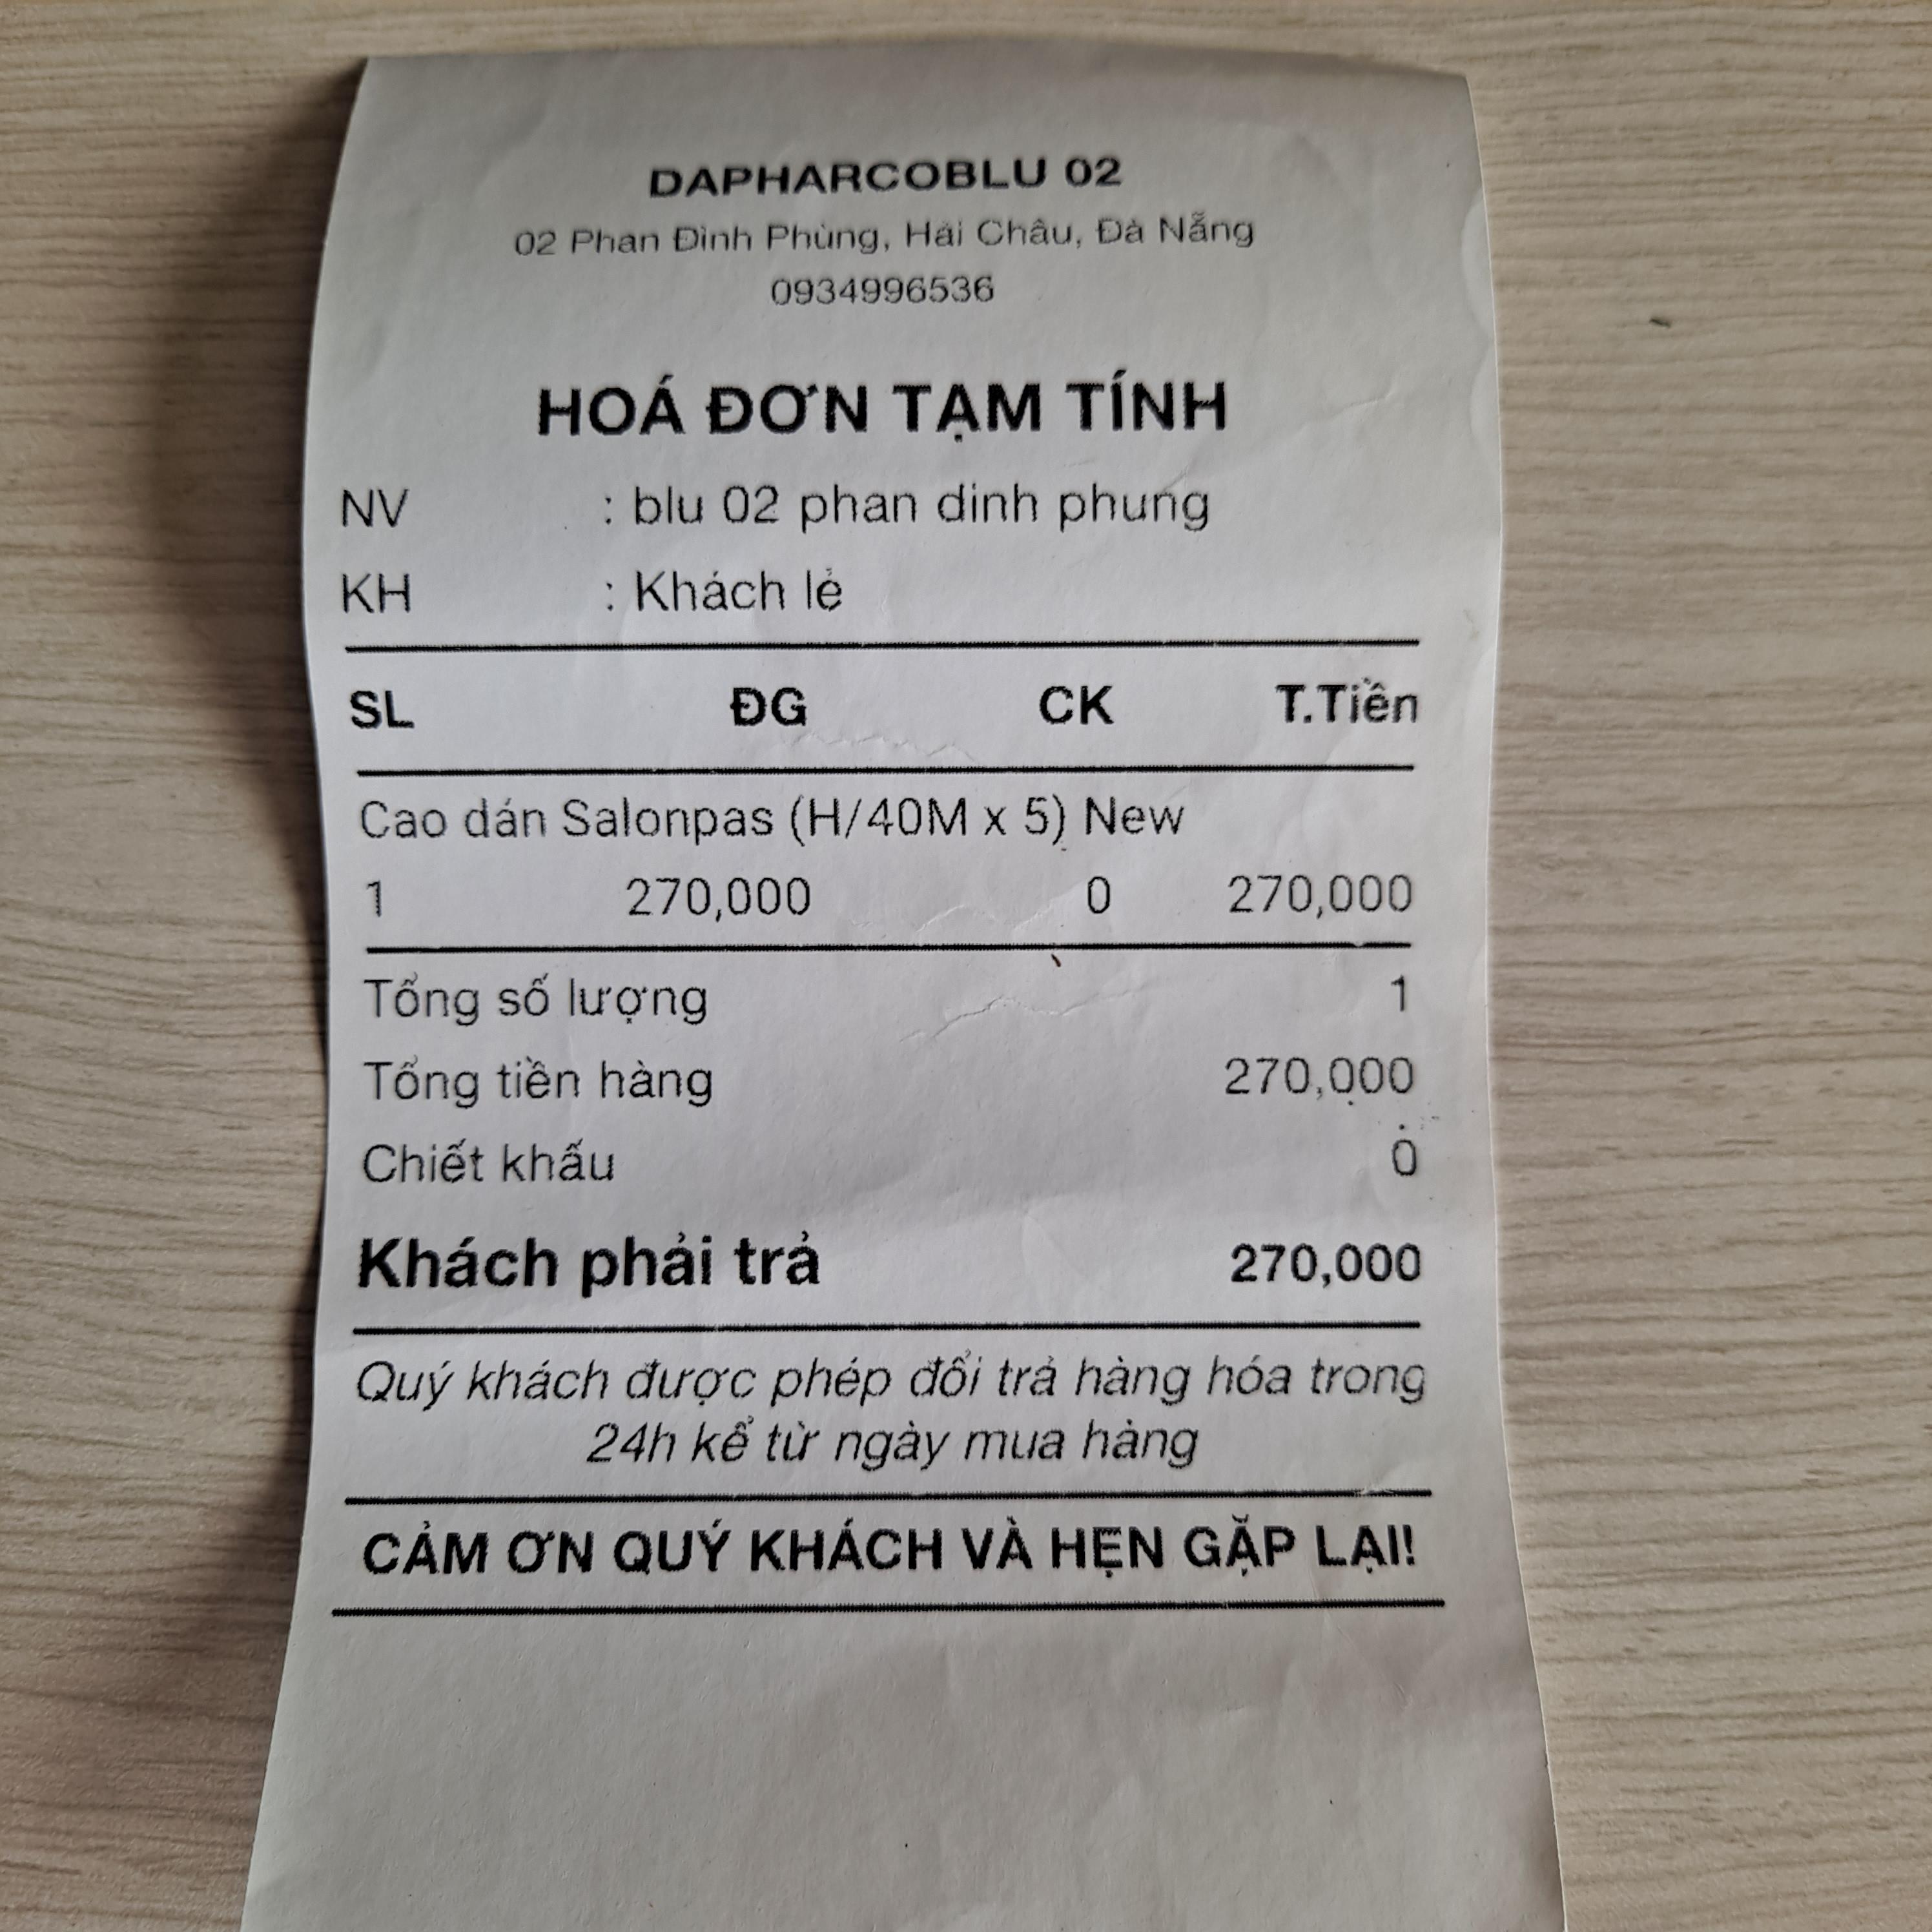 DAPHARCOBLU 02
02 Phan Đình Phùng, Hải Châu, Đà Nẵng
0934996536
HOÁ ĐƠN TẠM TÍNH
NV : blu 02 phan dinh phung
KH : Khách lẻ
SL ĐG CK T.Tiền
Cao dán Salonpas (H/40M x 5) New
1 270,000 0 270,000
Tổng số lượng 1
Tổng tiền hàng 270,000
Chiết khấu 0
Khách phải trả 270,000
Quý khách được phép đổi trả hàng hóa trong
24h kể từ ngày mua hàng
CẢM ƠN QUÝ KHÁCH VÀ HẸN GẶP LẠI!